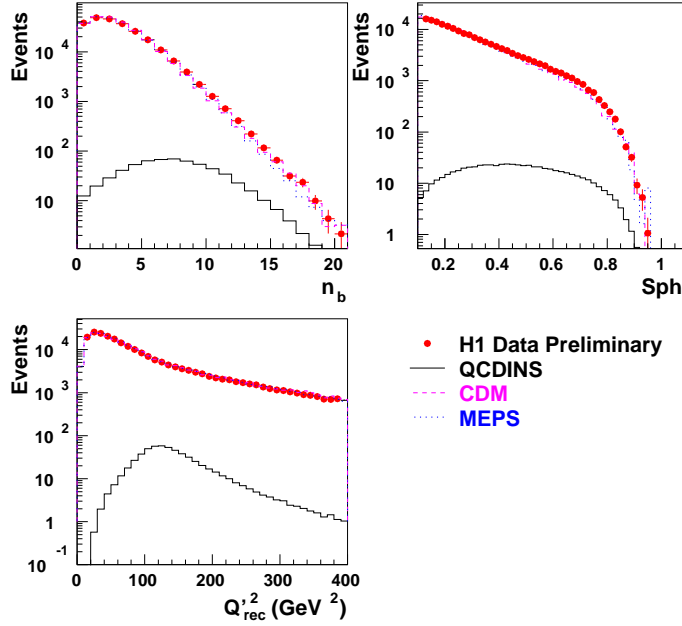 Events
10^4
10^3
10^2
10
0 5 10 15 20
n_b
Events
10^4
10^3
10^2
10
1
0.2 0.4 0.6 0.8 1
Sph
Events
10^4
10^3
10^2
10
1
10^-1
0 100 200 300 400
Q'^2_rec (GeV^2)
H1 Data Preliminary
QCDINS
CDM
MEPS